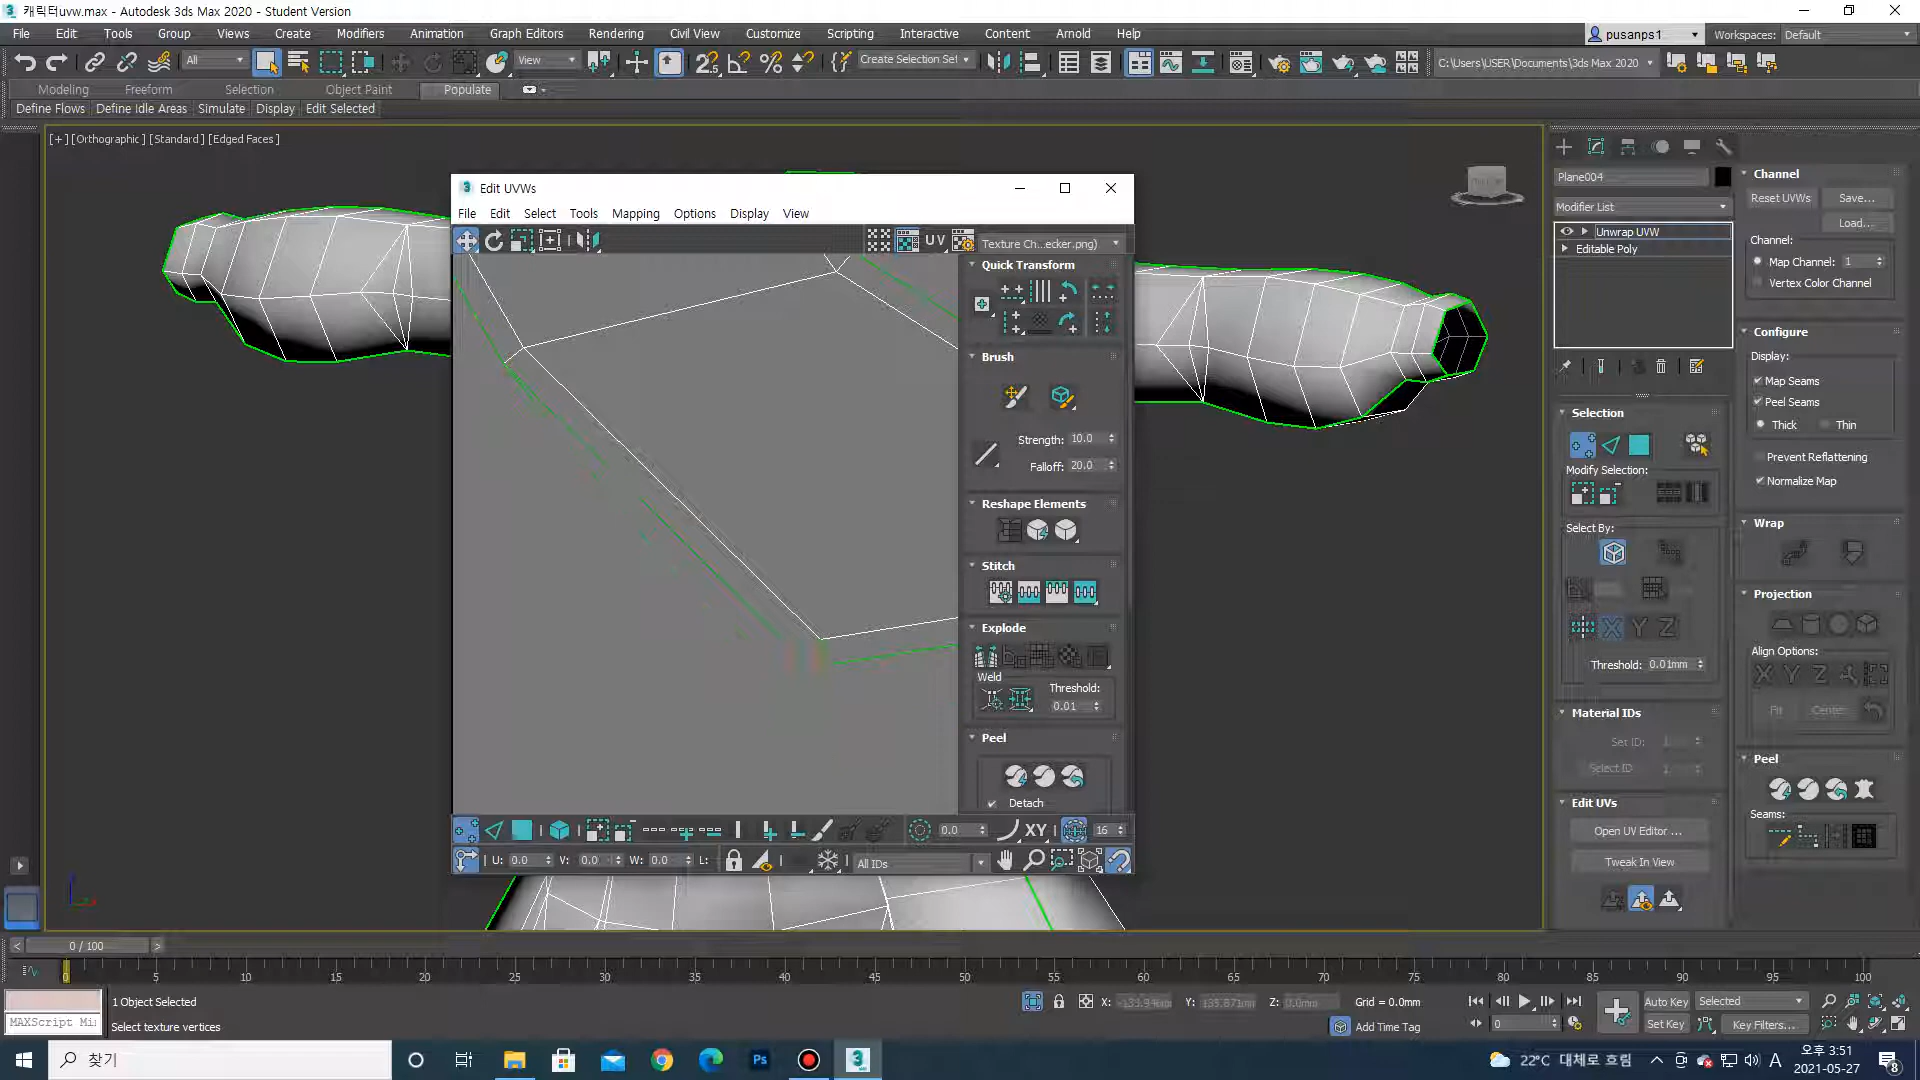 캐릭터uvw.max - Autodesk 3ds Max 2020 - Student Version
File Edit Tools Group Views Create Modifiers Animation Graph Editors Rendering Civil View Customize Scripting Interactive Content Arnold Help
pusanps1
Workspaces: Default
All
View
Create Selection Set
C:\Users\USER\Documents\3ds Max 2020
Modeling Freeform Selection Object Paint Populate
Define Flows Define Idle Areas Simulate Display Edit Selected
[+] [Orthographic] [Standard] [Edged Faces]
Edit UVWs
File Edit Select Tools Mapping Options Display View
UV
Texture Ch...ecker.png)
Quick Transform
Brush
Strength: 10.0
Falloff: 20.0
Reshape Elements
Stitch
Explode
Weld
Threshold:
0.01
Peel
Detach
0.0
XY
16
U: 0.0 V: 0.0 W: 0.0 L:
All IDs
Plane004
Modifier List
Unwrap UVW
Editable Poly
Selection
Modify Selection:
Select By:
X Y Z
Threshold: 0.01mm
Material IDs
Set ID: 1
Select ID 1
Edit UVs
Open UV Editor ...
Tweak In View
Channel
Reset UVWs Save...
Load...
Channel:
Map Channel: 1
Vertex Color Channel
Configure
Display:
Map Seams
Peel Seams
Thick Thin
Prevent Reflattening
Normalize Map
Wrap
Projection
Align Options:
X Y Z
Fit Center
Peel
Seams:
< 0 / 100 >
0 5 10 15 20 25 30 35 40 45 50 55 60 65 70 75 80 85 90 95 100
1 Object Selected
MAXScript Mi
Select texture vertices
X: Y: Z: 0.0mm
Grid = 0.0mm
Add Time Tag
0
Auto Key Selected
Set Key Key Filters...
찾기
Ps
22°C 대체로 흐림
A
오후 3:51
2021-05-27
8